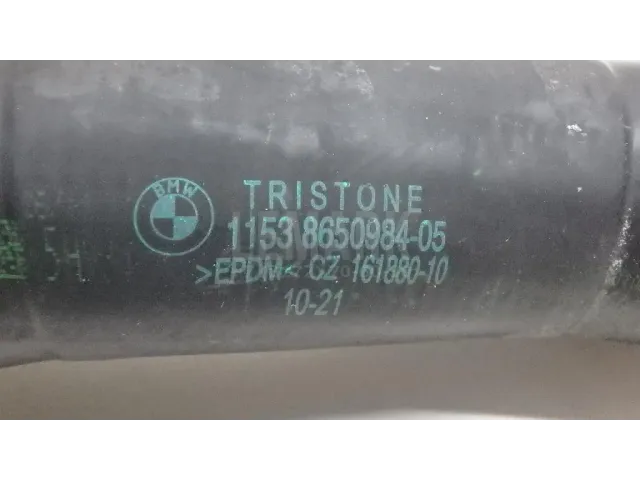 BMW
TRISTONE
1153 8650984-05
>EPDM< CZ 161880-10
10-21